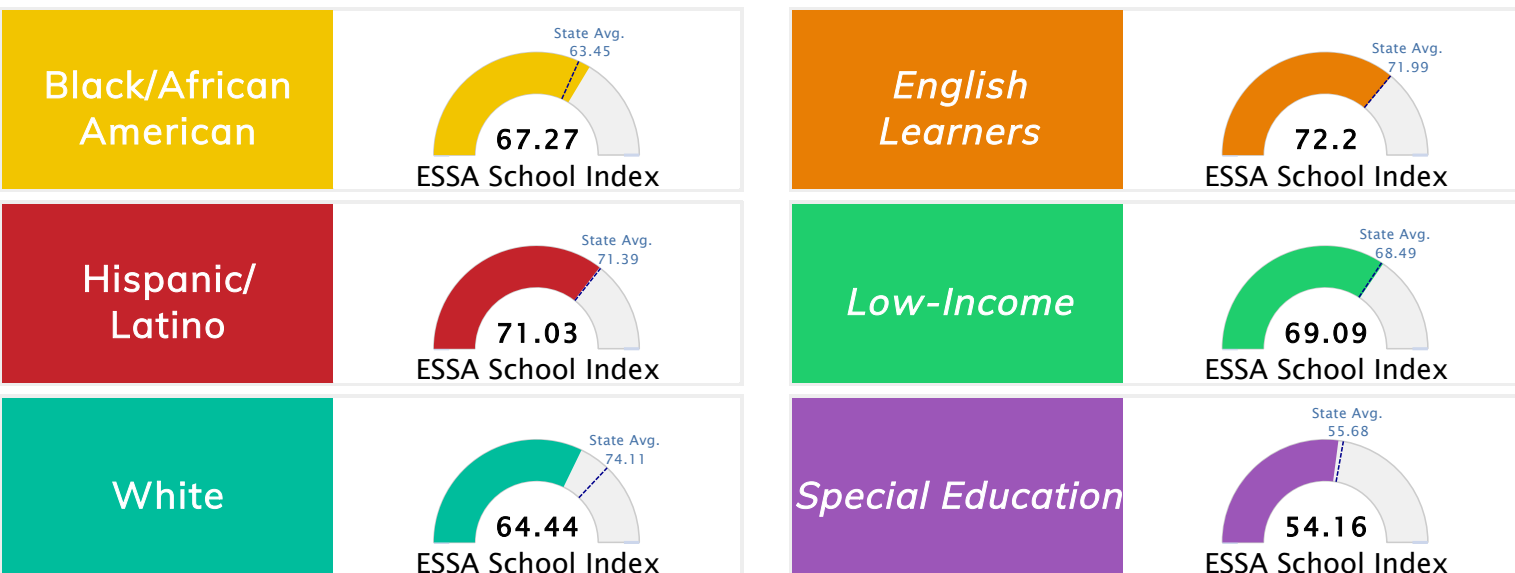 Black/African
American
State Avg.
63.45
67.27
ESSA School Index
English
Learners
State Avg.
71.99
72.2
ESSA School Index
Hispanic/
Latino
State Avg.
71.39
71.03
ESSA School Index
Low-Income
State Avg.
68.49
69.09
ESSA School Index
White
State Avg.
74.11
64.44
ESSA School Index
Special Education
State Avg.
55.68
54.16
ESSA School Index